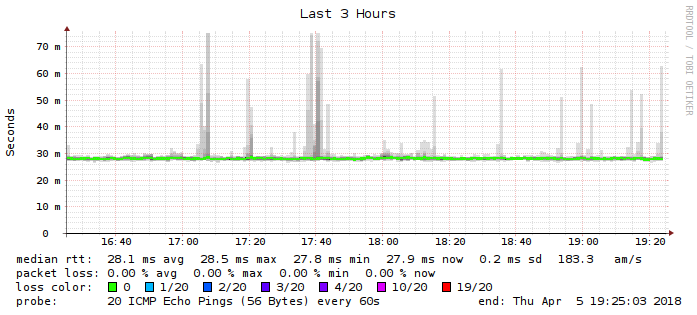 Last 3 Hours
RRDTOOL / TOBI OETIKER
Seconds
70 m
60 m
50 m
40 m
30 m
20 m
10 m
0
16:40 17:00 17:20 17:40 18:00 18:20 18:40 19:00 19:20
median rtt: 28.1 ms avg 28.5 ms max 27.8 ms min 27.9 ms now 0.2 ms sd 183.3 am/s
packet loss: 0.00 % avg 0.00 % max 0.00 % min 0.00 % now
loss color: 0 1/20 2/20 3/20 4/20 10/20 19/20
probe: 20 ICMP Echo Pings (56 Bytes) every 60s end: Thu Apr 5 19:25:03 2018